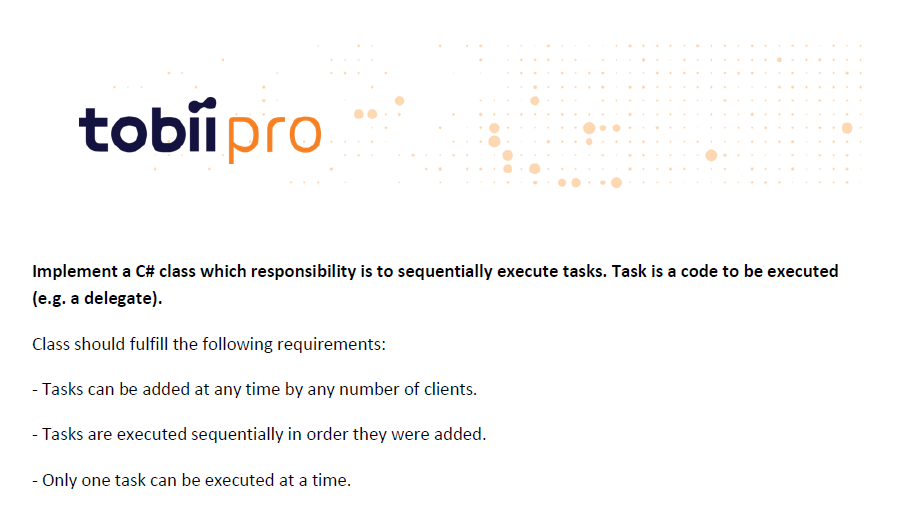 tobii pro
Implement a C# class which responsibility is to sequentially execute tasks. Task is a code to be executed
(e.g. a delegate).
Class should fulfill the following requirements:
- Tasks can be added at any time by any number of clients.
- Tasks are executed sequentially in order they were added.
- Only one task can be executed at a time.